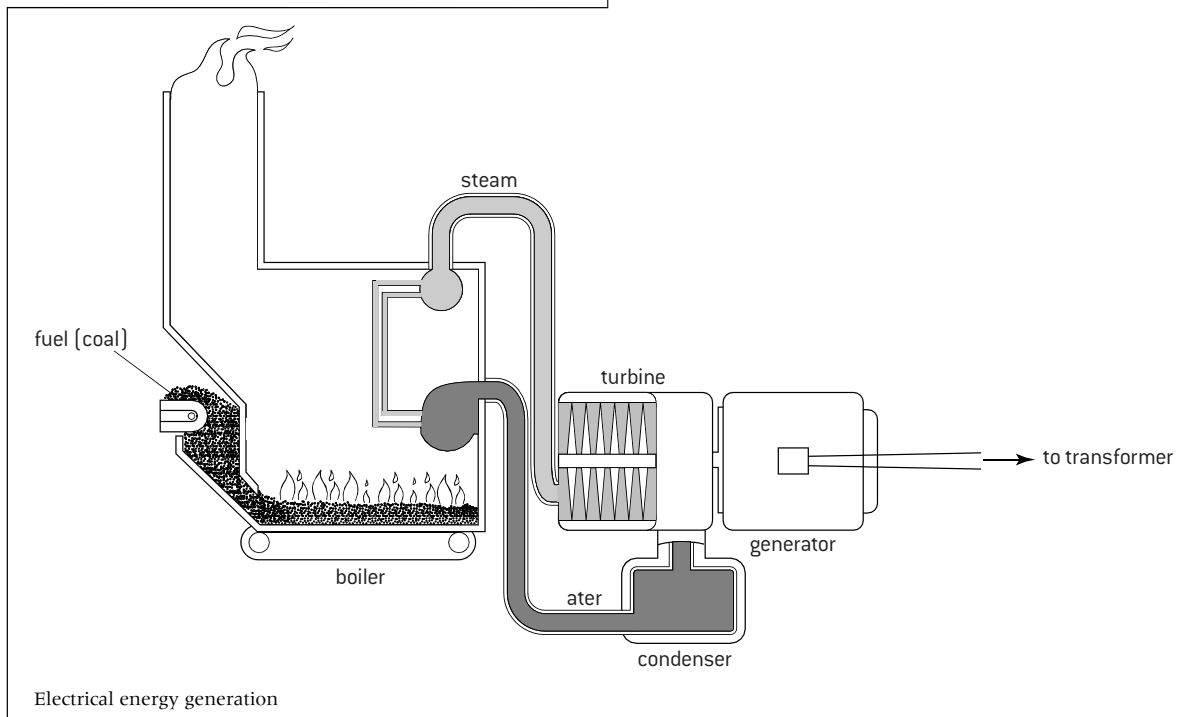 steam
fuel (coal)
turbine
to transformer
generator
boiler
ater
condenser
Electrical energy generation